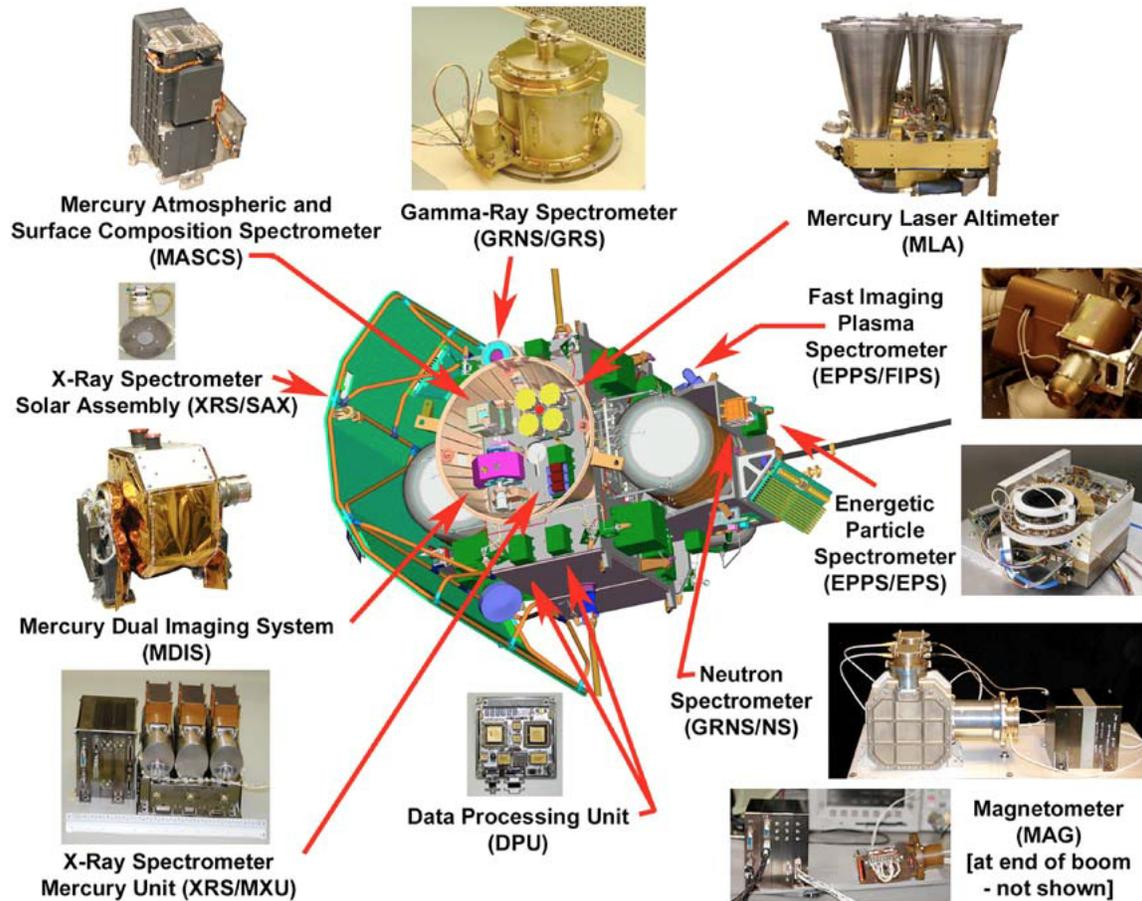 Mercury Atmospheric and
Surface Composition Spectrometer
(MASCS)
Gamma-Ray Spectrometer
(GRNS/GRS)
Mercury Laser Altimeter
(MLA)
X-Ray Spectrometer
Solar Assembly (XRS/SAX)
Fast Imaging
Plasma
Spectrometer
(EPPS/FIPS)
Energetic
Particle
Spectrometer
(EPPS/EPS)
Mercury Dual Imaging System
(MDIS)
Neutron
Spectrometer
(GRNS/NS)
X-Ray Spectrometer
Mercury Unit (XRS/MXU)
Data Processing Unit
(DPU)
Magnetometer
(MAG)
[at end of boom
- not shown]